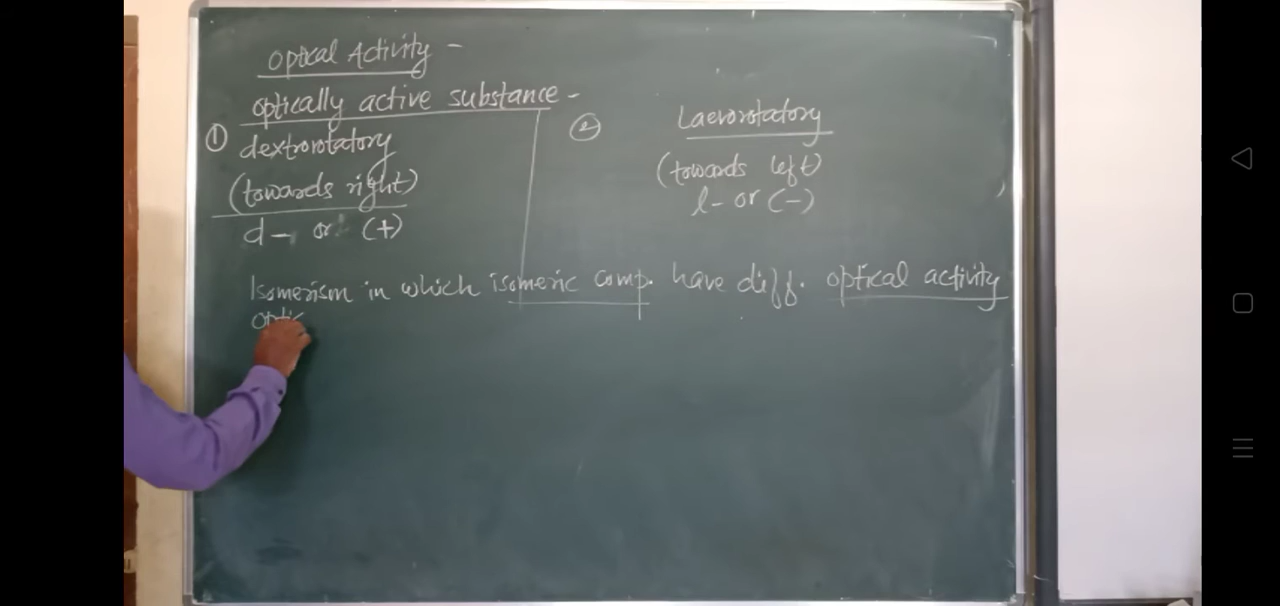 Optical Activity -
optically active substance -
① dextrorotatory
(towards right)
d - or (+)
② Laevorotatory
(towards left)
l - or (-)
Isomerism in which isomeric comp. have diff. optical activity
Opti